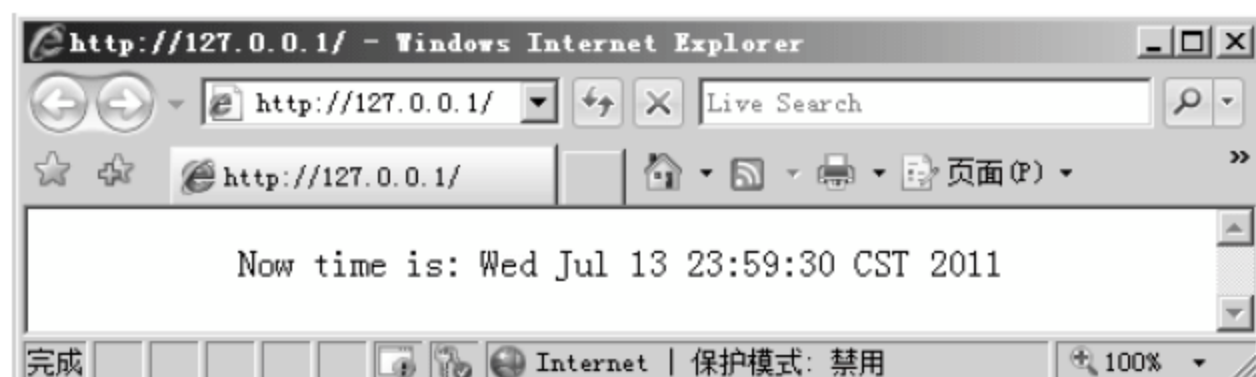 http://127.0.0.1/ - Windows Internet Explorer
http://127.0.0.1/ Live Search
http://127.0.0.1/ 页面(P) »
Now time is: Wed Jul 13 23:59:30 CST 2011
完成 Internet | 保护模式: 禁用 100%